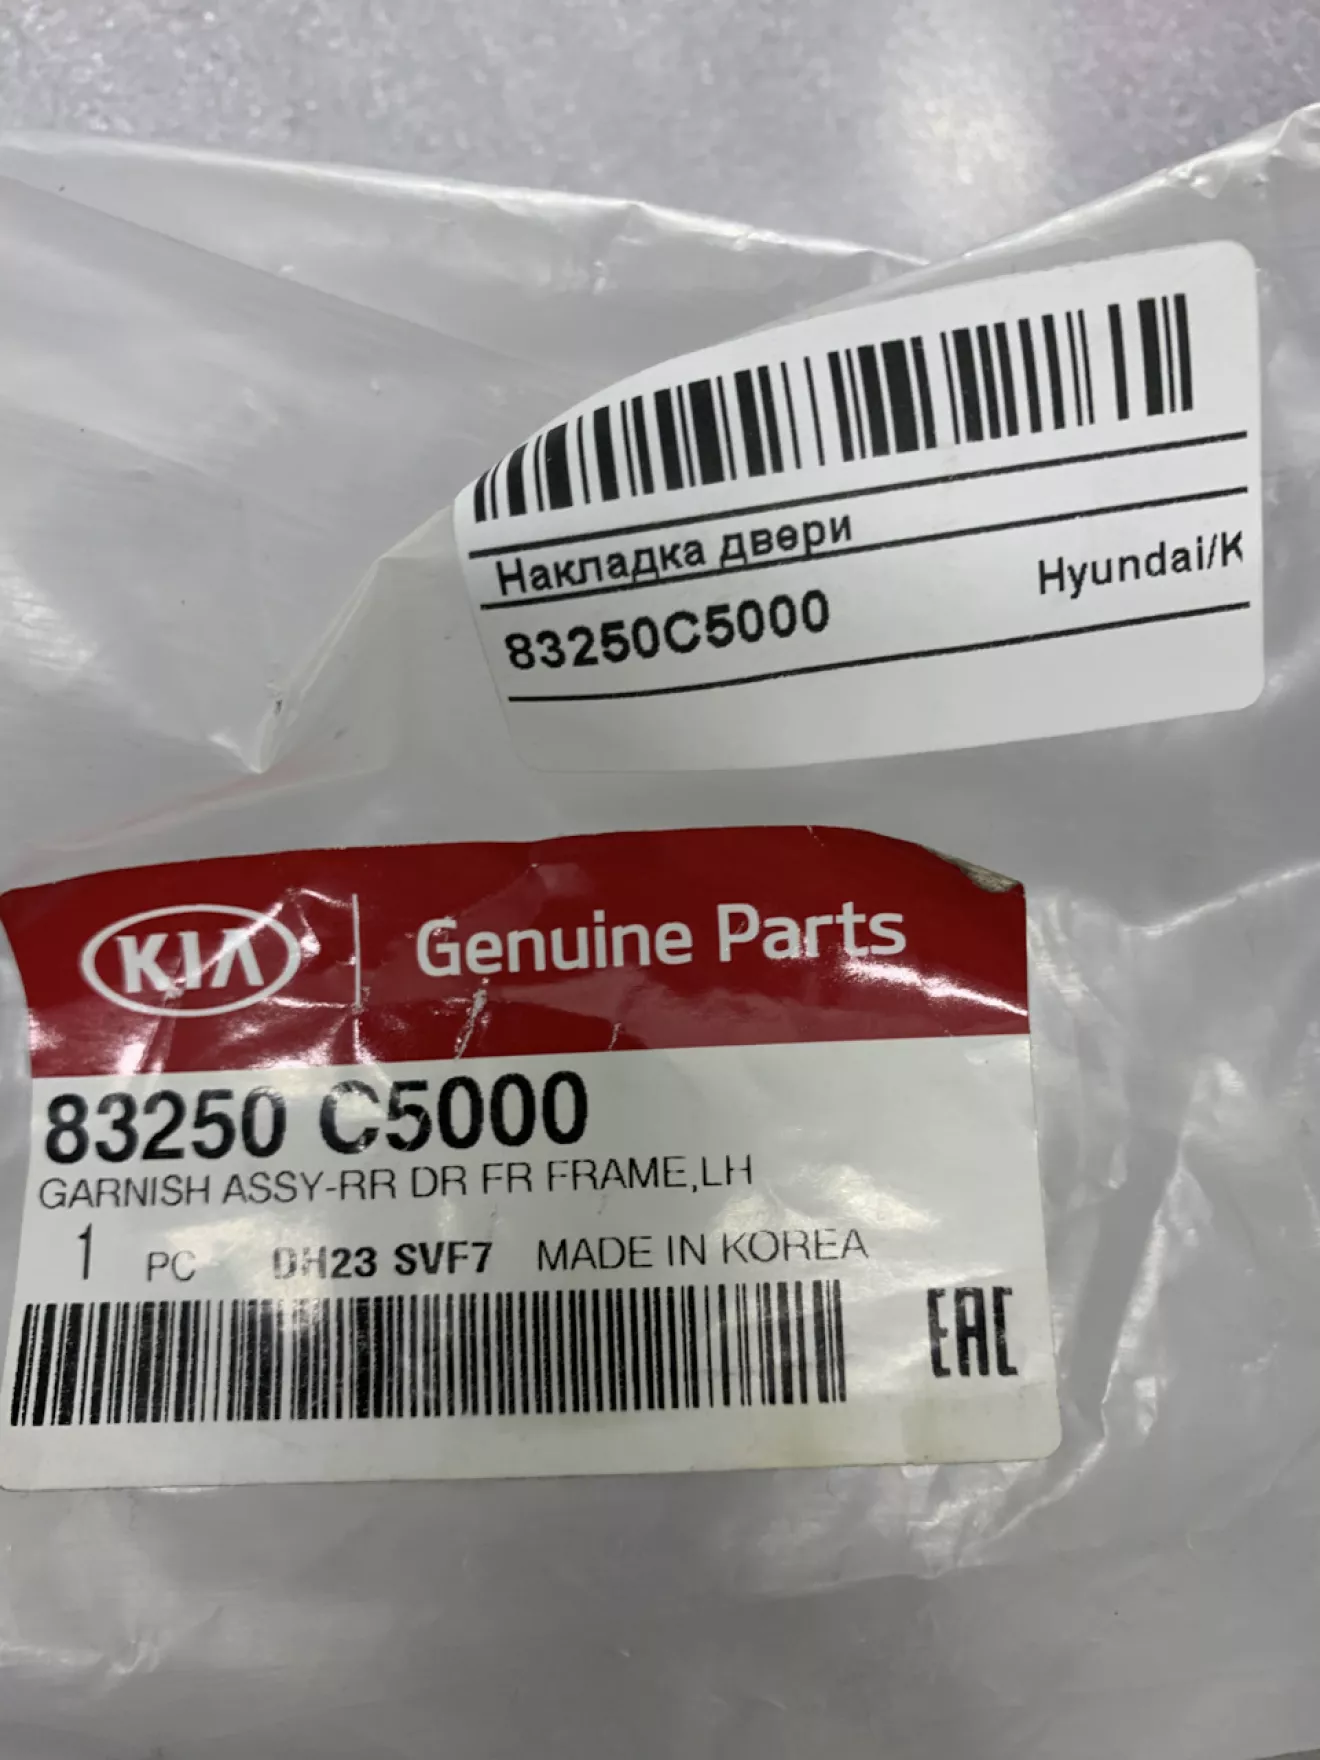 Накладка двери
83250C5000
Hyundai/K
KIA
Genuine Parts
83250 C5000
GARNISH ASSY-RR DR FR FRAME,LH
1 PC DH23 SVF7 MADE IN KOREA
EAC